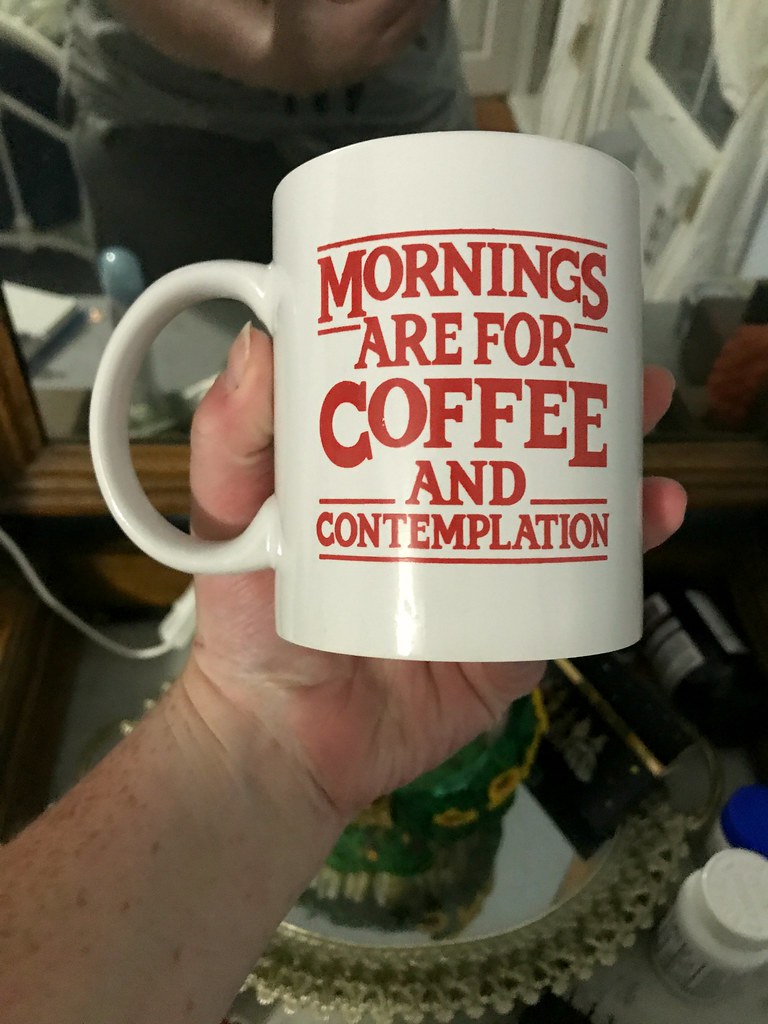 MORNINGS
ARE FOR
COFFEE
AND
CONTEMPLATION